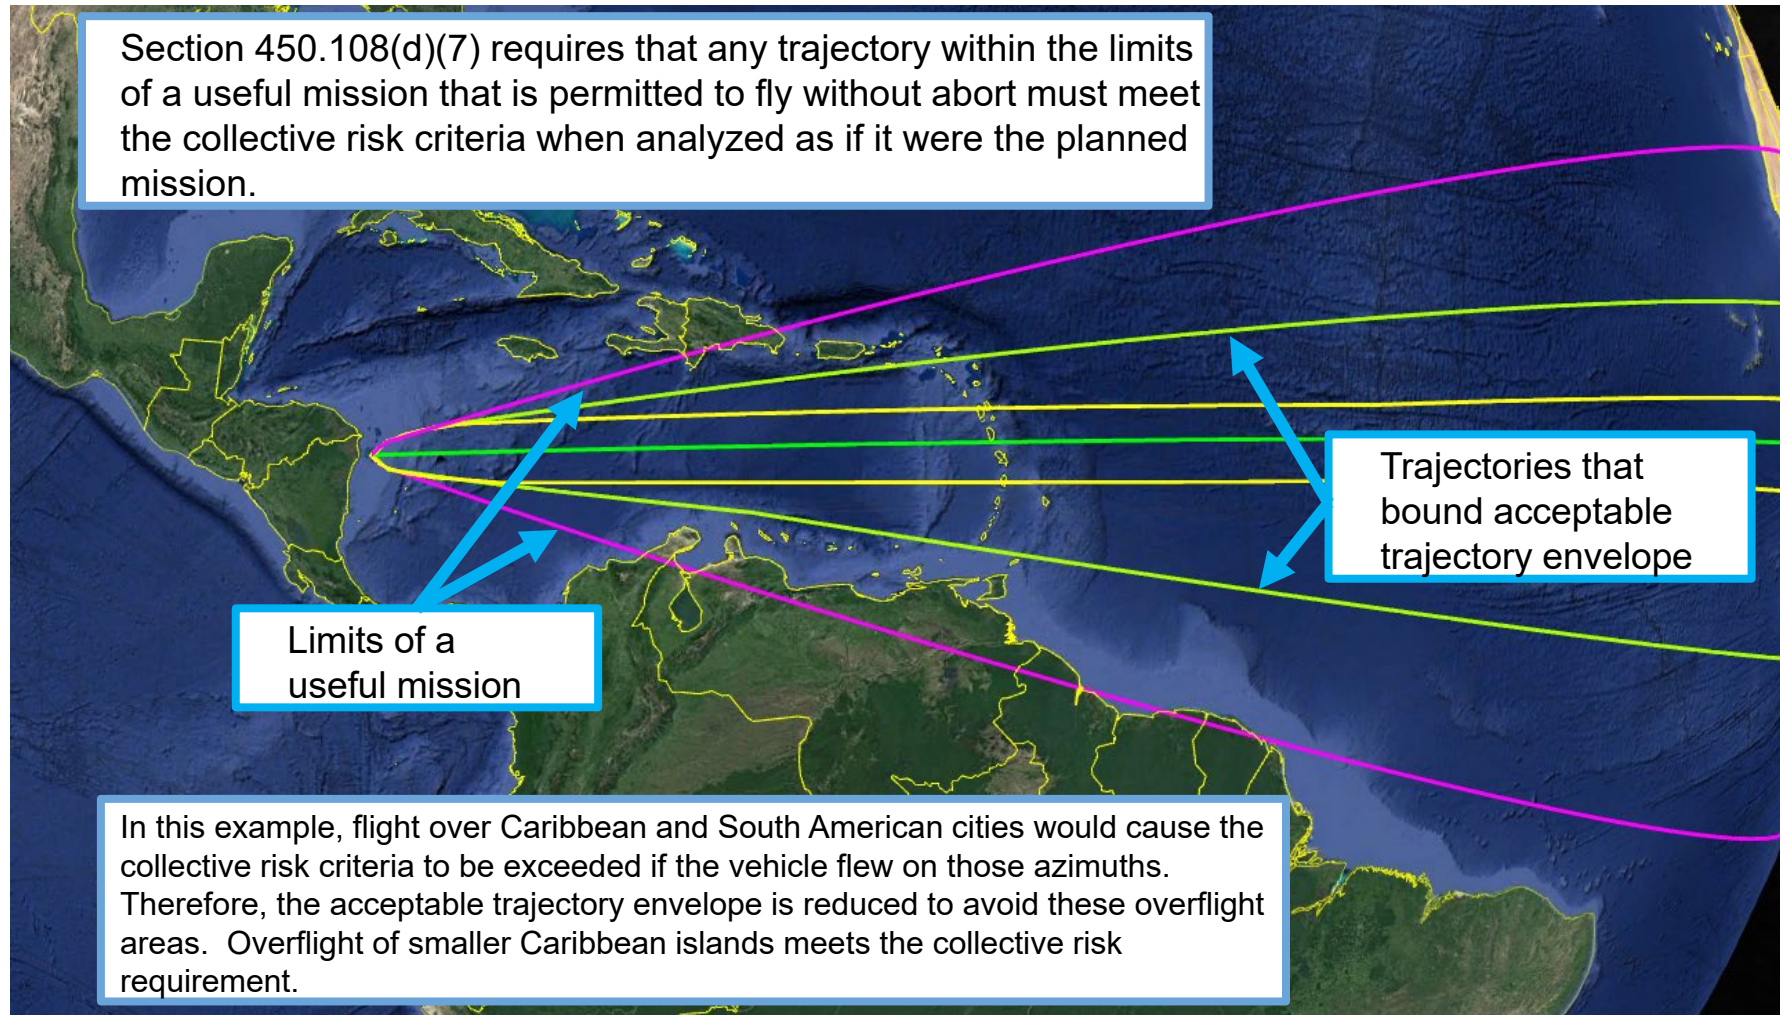 Section 450.108(d)(7) requires that any trajectory within the limits
of a useful mission that is permitted to fly without abort must meet
the collective risk criteria when analyzed as if it were the planned
mission.
Trajectories that
bound acceptable
trajectory envelope
Limits of a
useful mission
In this example, flight over Caribbean and South American cities would cause the
collective risk criteria to be exceeded if the vehicle flew on those azimuths.
Therefore, the acceptable trajectory envelope is reduced to avoid these overflight
areas.  Overflight of smaller Caribbean islands meets the collective risk
requirement.